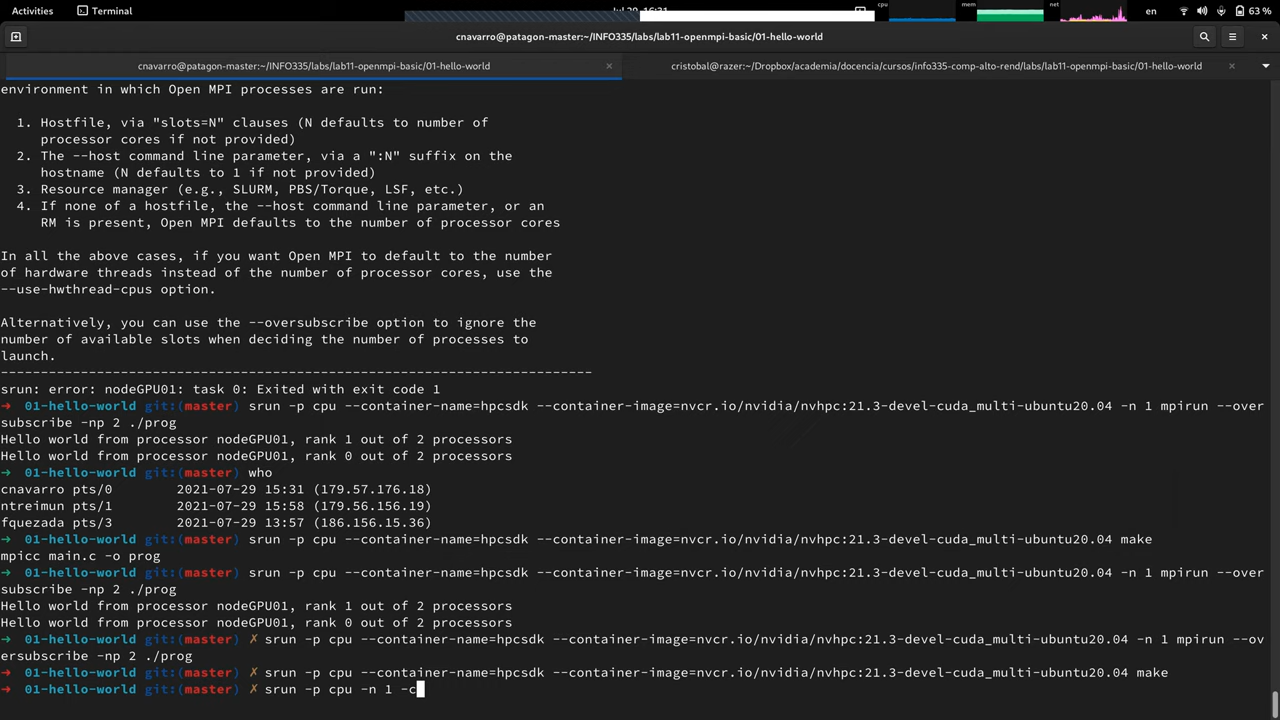 Activities
Terminal
cpu
mem
net
en
63 %
cnavarro@patagon-master:~/INFO335/labs/lab11-openmpi-basic/01-hello-world
cnavarro@patagon-master:~/INFO335/labs/lab11-openmpi-basic/01-hello-world
cristobal@razer:~/Dropbox/academia/docencia/cursos/info335-comp-alto-rend/labs/lab11-openmpi-basic/01-hello-world
environment in which Open MPI processes are run:
1. Hostfile, via "slots=N" clauses (N defaults to number of
processor cores if not provided)
2. The --host command line parameter, via a ":N" suffix on the
hostname (N defaults to 1 if not provided)
3. Resource manager (e.g., SLURM, PBS/Torque, LSF, etc.)
4. If none of a hostfile, the --host command line parameter, or an
RM is present, Open MPI defaults to the number of processor cores
In all the above cases, if you want Open MPI to default to the number
of hardware threads instead of the number of processor cores, use the
--use-hwthread-cpus option.
Alternatively, you can use the --oversubscribe option to ignore the
number of available slots when deciding the number of processes to
launch.
--------------------------------------------------------------------------
srun: error: nodeGPU01: task 0: Exited with exit code 1
➜ 01-hello-world git:(master) srun -p cpu --container-name=hpcsdk --container-image=nvcr.io/nvidia/nvhpc:21.3-devel-cuda_multi-ubuntu20.04 -n 1 mpirun --over
subscribe -np 2 ./prog
Hello world from processor nodeGPU01, rank 1 out of 2 processors
Hello world from processor nodeGPU01, rank 0 out of 2 processors
➜ 01-hello-world git:(master) who
cnavarro pts/0 2021-07-29 15:31 (179.57.176.18)
ntreimun pts/1 2021-07-29 15:58 (179.56.156.19)
fquezada pts/3 2021-07-29 13:57 (186.156.15.36)
➜ 01-hello-world git:(master) srun -p cpu --container-name=hpcsdk --container-image=nvcr.io/nvidia/nvhpc:21.3-devel-cuda_multi-ubuntu20.04 make
mpicc main.c -o prog
➜ 01-hello-world git:(master) srun -p cpu --container-name=hpcsdk --container-image=nvcr.io/nvidia/nvhpc:21.3-devel-cuda_multi-ubuntu20.04 -n 1 mpirun --over
subscribe -np 2 ./prog
Hello world from processor nodeGPU01, rank 1 out of 2 processors
Hello world from processor nodeGPU01, rank 0 out of 2 processors
➜ 01-hello-world git:(master) ✗ srun -p cpu --container-name=hpcsdk --container-image=nvcr.io/nvidia/nvhpc:21.3-devel-cuda_multi-ubuntu20.04 -n 1 mpirun --ov
ersubscribe -np 2 ./prog
➜ 01-hello-world git:(master) ✗ srun -p cpu --container-name=hpcsdk --container-image=nvcr.io/nvidia/nvhpc:21.3-devel-cuda_multi-ubuntu20.04 make
➜ 01-hello-world git:(master) ✗ srun -p cpu -n 1 -c